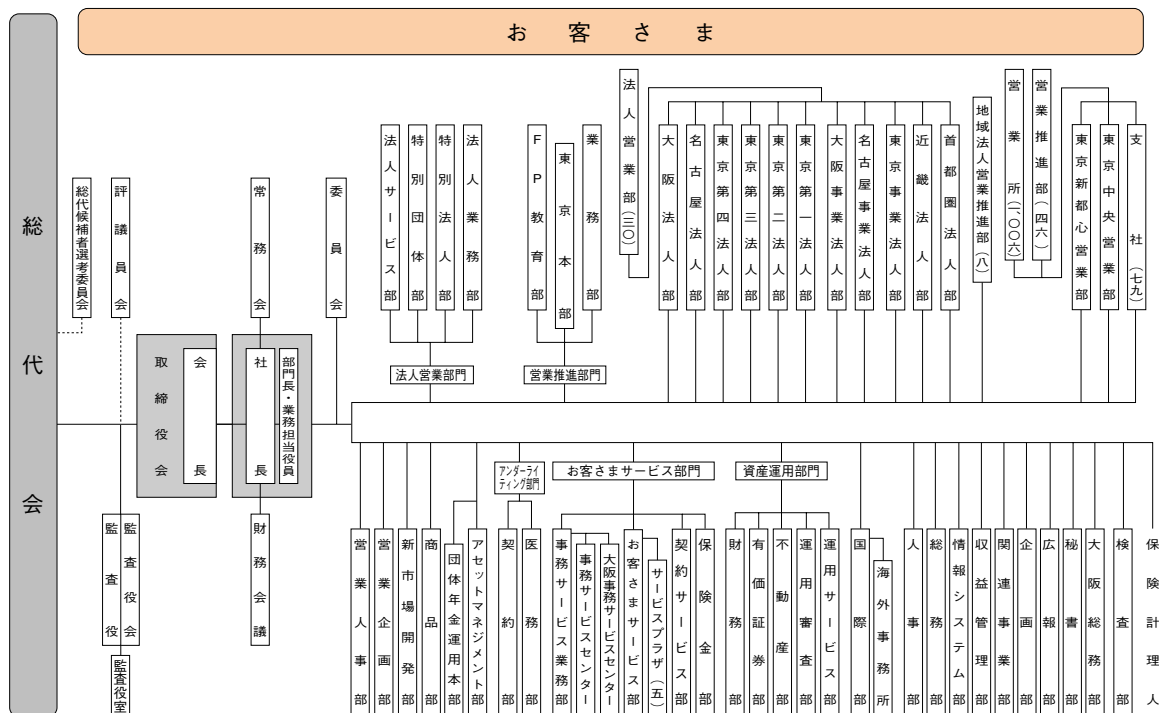 お客さま
総代会
総代候補者選考委員会
評議員会
取締役会
会長
常務会
社長
部門長・業務担当役員
委員会
財務会議
監査役
監査役会
監査役室
法人サービス部
特別団体部
特別法人部
法人業務部
法人営業部門
FP教育部
東京本部
業務部
営業推進部門
法人営業部(三〇)
大阪法人部
名古屋法人部
東京第四法人部
東京第三法人部
東京第二法人部
東京第一法人部
大阪事業法人部
名古屋事業法人部
東京事業法人部
近畿法人部
首都圏法人部
地域法人営業推進部(八)
営業所(一、〇〇六)
営業推進部(四六)
東京新都心営業部
東京中央営業部
支社(七九)
営業人事部
営業企画部
新市場開発部
商品部
団体年金運用本部
アセットマネジメント部
アンダーライ
ティング部門
契約部
医務部
お客さまサービス部門
事務サービス業務部
事務サービスセンター
大阪事務サービスセンター
お客さまサービス部
サービスプラザ(五)
契約サービス部
保険金部
資産運用部門
財務部
有価証券部
不動産部
運用審査部
運用サービス部
国際部
海外事務所
人事部
総務部
情報システム部
収益管理部
関連事業部
企画部
広報部
秘書部
大阪総務部
検査部
保険計理人